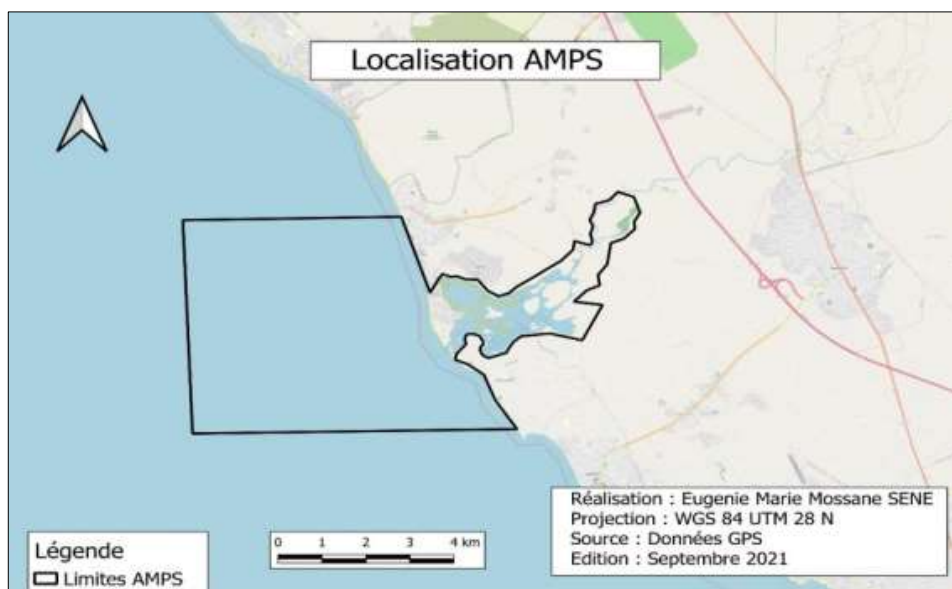 Localisation AMPS
Réalisation : Eugenie Marie Mossane SENE
Projection : WGS 84 UTM 28 N
Source : Données GPS
Edition : Septembre 2021
0 1 2 3 4 km
Légende
Limites AMPS